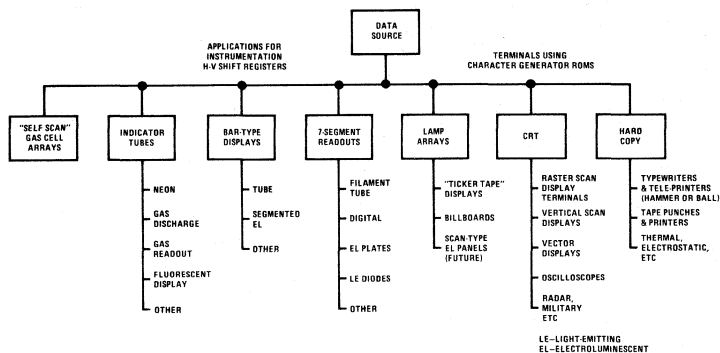 DATA
SOURCE
APPLICATIONS FOR
INSTRUMENTATION
H-V SHIFT REGISTERS
TERMINALS USING
CHARACTER GENERATOR ROMS
"SELF SCAN"
GAS CELL
ARRAYS
INDICATOR
TUBES
BAR-TYPE
DISPLAYS
7-SEGMENT
READOUTS
LAMP
ARRAYS
CRT
HARD
COPY
NEON
GAS
DISCHARGE
GAS
READOUT
FLUORESCENT
DISPLAY
OTHER
TUBE
SEGMENTED
EL
OTHER
FILAMENT
TUBE
DIGITAL
EL PLATES
LE DIODES
OTHER
"TICKER TAPE"
DISPLAYS
BILLBOARDS
SCAN-TYPE
EL PANELS
(FUTURE)
RASTER SCAN
DISPLAY
TERMINALS
VERTICAL SCAN
DISPLAYS
VECTOR
DISPLAYS
OSCILLOSCOPES
RADAR,
MILITARY
ETC
TYPEWRITERS
& TELE-PRINTERS
(HAMMER OR BALL)
TAPE PUNCHES
& PRINTERS
THERMAL,
ELECTROSTATIC,
ETC
LE–LIGHT-EMITTING
EL–ELECTROLUMINESCENT